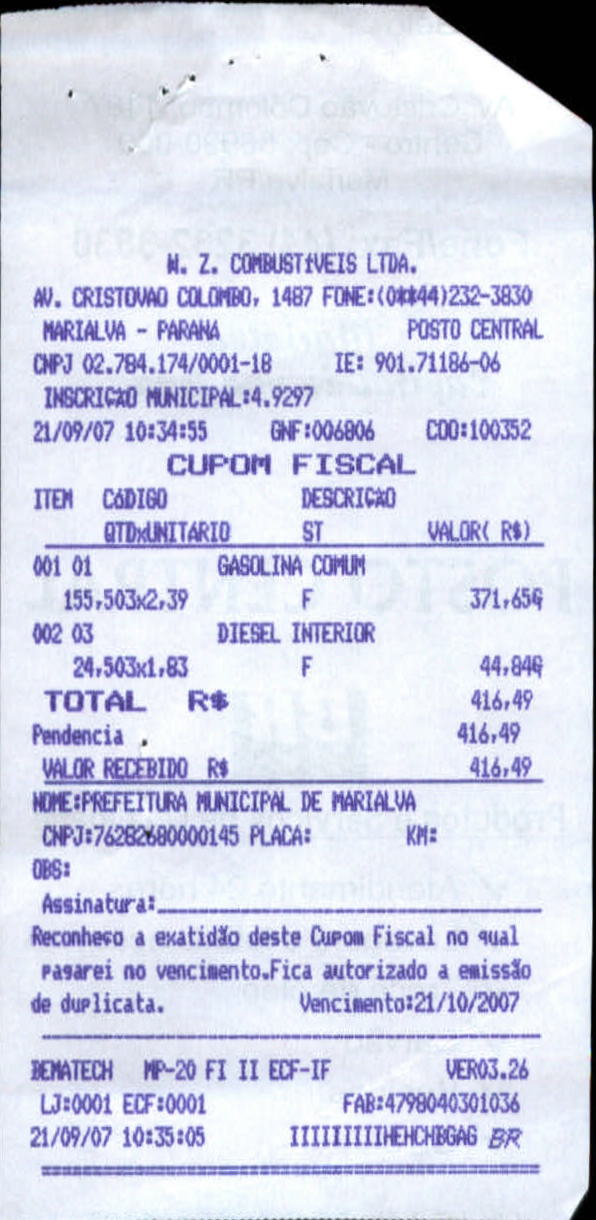 W. Z. COMBUSTíVEIS LTDA.
AV. CRISTOVAO COLOMBO, 1487 FONE:(0**44)232-3830
MARIALVA - PARANA POSTO CENTRAL
CNPJ 02.784.174/0001-18 IE: 901.71186-06
INSCRIÇÃO MUNICIPAL:4.9297
21/09/07 10:34:55 GNF:006806 COO:100352
CUPOM FISCAL
ITEM CóDIGO DESCRIÇÃO
QTDxUNITÁRIO ST VALOR( R$)
001 01 GASOLINA COMUM
155,503x2,39 F 371,65G
002 03 DIESEL INTERIOR
24,503x1,83 F 44,84G
TOTAL R$ 416,49
Pendencia 416,49
VALOR RECEBIDO R$ 416,49
NOME:PREFEITURA MUNICIPAL DE MARIALVA
CNPJ:76282680000145 PLACA: KM:
OBS:
Assinatura:
Reconheço a exatidão deste Cupom Fiscal no qual
pagarei no vencimento.Fica autorizado a emissão
de duplicata. Vencimento:21/10/2007
BEMATECH MP-20 FI II ECF-IF VER03.26
LJ:0001 ECF:0001 FAB:4798040301036
21/09/07 10:35:05 IIIIIIIIIHEHCHBGAG BR